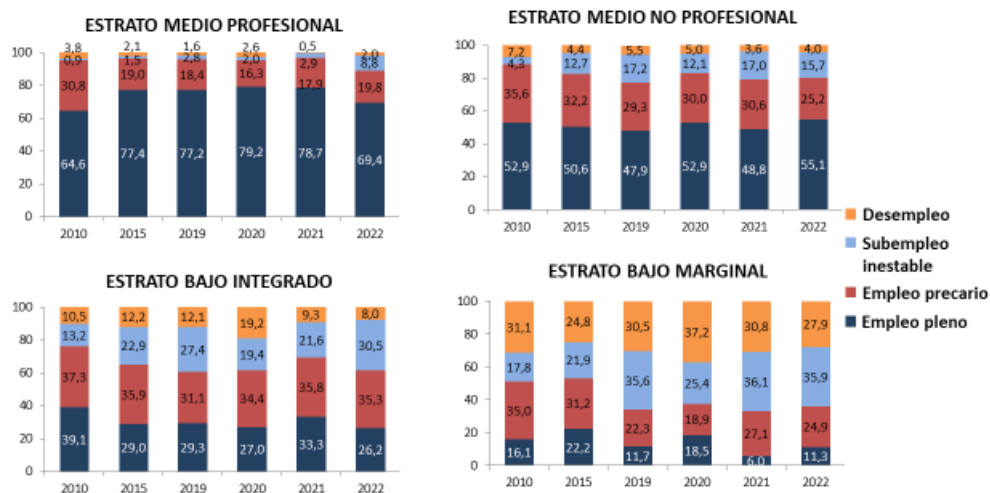 ESTRATO MEDIO PROFESIONAL
100
80
60
40
20
0
3,8 2,1 1,6 2,6 0,5 2,0
0,9 1,5 2,8 2,0 2,9 8,8
30,8 19,0 18,4 16,3 17,9 19,8
64,6 77,4 77,2 79,2 78,7 69,4
2010 2015 2019 2020 2021 2022
ESTRATO MEDIO NO PROFESIONAL
100
80
60
40
20
0
7,2 4,4 5,5 5,0 3,6 4,0
4,3 12,7 17,2 12,1 17,0 15,7
35,6 32,2 29,3 30,0 30,6 25,2
52,9 50,6 47,9 52,9 48,8 55,1
2010 2015 2019 2020 2021 2022
ESTRATO BAJO INTEGRADO
100
80
60
40
20
0
10,5 12,2 12,1 19,2 9,3 8,0
13,2 22,9 27,4 19,4 21,6 30,5
37,3 35,9 31,1 34,4 35,8 35,3
39,1 29,0 29,3 27,0 33,3 26,2
2010 2015 2019 2020 2021 2022
ESTRATO BAJO MARGINAL
100
80
60
40
20
0
31,1 24,8 30,5 37,2 30,8 27,9
17,8 21,9 35,6 25,4 36,1 35,9
35,0 31,2 22,3 18,9 27,1 24,9
16,1 22,2 11,7 18,5 6,0 11,3
2010 2015 2019 2020 2021 2022
Desempleo
Subempleo
inestable
Empleo precario
Empleo pleno